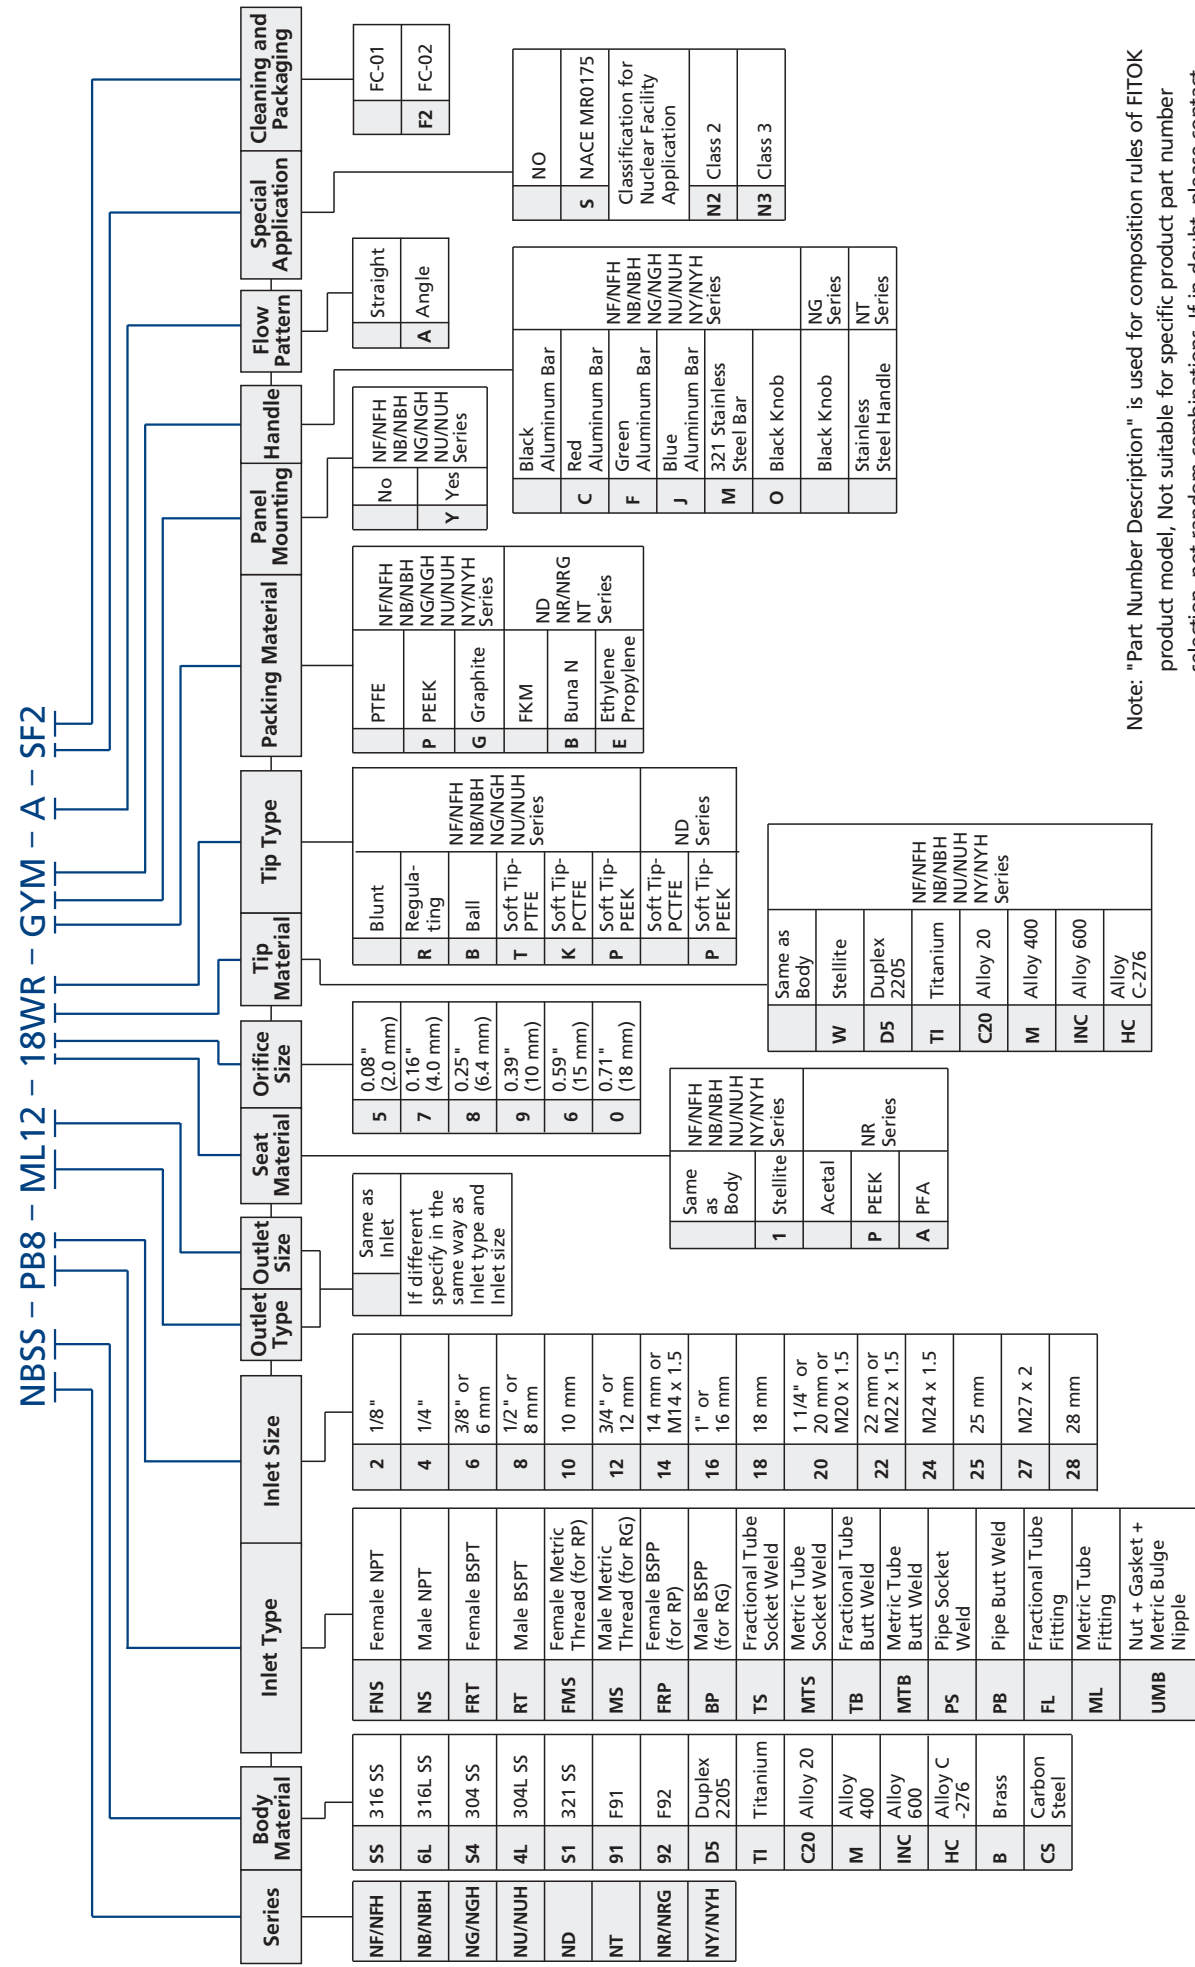 NBSS – PB8 – ML12 – 18WR – GYM – A – SF2
Series
NF/NFH
NB/NBH
NG/NGH
NU/NUH
ND
NT
NR/NRG
NY/NYH
Body
Material
SS 316 SS
6L 316L SS
S4 304 SS
4L 304L SS
S1 321 SS
91 F91
92 F92
D5 Duplex
2205
TI Titanium
C20 Alloy 20
M Alloy
400
INC Alloy
600
HC Alloy C
-276
B Brass
CS Carbon
Steel
Inlet Type
FNS Female NPT
NS Male NPT
FRT Female BSPT
RT Male BSPT
FMS Female Metric
Thread (for RP)
MS Male Metric
Thread (for RG)
FRP Female BSPP
(for RP)
BP Male BSPP
(for RG)
TS Fractional Tube
Socket Weld
MTS Metric Tube
Socket Weld
TB Fractional Tube
Butt Weld
MTB Metric Tube
Butt Weld
PS Pipe Socket
Weld
PB Pipe Butt Weld
FL Fractional Tube
Fitting
ML Metric Tube
Fitting
UMB Nut + Gasket +
Metric Bulge
Nipple
Inlet Size
2 1/8"
4 1/4"
6 3/8" or
6 mm
8 1/2" or
8 mm
10 10 mm
12 3/4" or
12 mm
14 14 mm or
M14 x 1.5
16 1" or
16 mm
18 18 mm
20 1 1/4" or
20 mm or
M20 x 1.5
22 22 mm or
M22 x 1.5
24 M24 x 1.5
25 25 mm
27 M27 x 2
28 28 mm
Outlet
Type
Outlet
Size
Same as
Inlet
If different
specify in the
same way as
Inlet type and
Inlet size
Seat
Material
Same
as
Body
1 Stellite
NF/NFH
NB/NBH
NU/NUH
NY/NYH
Series
Acetal
P PEEK
A PFA
NR
Series
Orifice
Size
5 0.08"
(2.0 mm)
7 0.16"
(4.0 mm)
8 0.25"
(6.4 mm)
9 0.39"
(10 mm)
6 0.59"
(15 mm)
0 0.71"
(18 mm)
Tip
Material
Same as
Body
W Stellite
D5 Duplex
2205
TI Titanium
C20 Alloy 20
M Alloy 400
INC Alloy 600
HC Alloy
C-276
NF/NFH
NB/NBH
NU/NUH
NY/NYH
Series
Tip Type
Blunt
R Regula-
ting
B Ball
T Soft Tip-
PTFE
K Soft Tip-
PCTFE
P Soft Tip-
PEEK
NF/NFH
NB/NBH
NG/NGH
NU/NUH
Series
Soft Tip-
PCTFE
P Soft Tip-
PEEK
ND
Series
Packing Material
PTFE
P PEEK
G Graphite
NF/NFH
NB/NBH
NG/NGH
NU/NUH
NY/NYH
Series
FKM
B Buna N
E Ethylene
Propylene
ND
NR/NRG
NT
Series
Panel
Mounting
No
Y Yes
NF/NFH
NB/NBH
NG/NGH
NU/NUH
Series
Handle
Black
Aluminum Bar
C Red
Aluminum Bar
F Green
Aluminum Bar
J Blue
Aluminum Bar
M 321 Stainless
Steel Bar
O Black Knob
NF/NFH
NB/NBH
NG/NGH
NU/NUH
NY/NYH
Series
Black Knob
NG
Series
Stainless
Steel Handle
NT
Series
Flow
Pattern
Straight
A Angle
Special
Application
NO
S NACE MR0175
Classification for
Nuclear Facility
Application
N2 Class 2
N3 Class 3
Cleaning and
Packaging
FC-01
F2 FC-02
Note: "Part Number Description" is used for composition rules of FITOK
product model, Not suitable for specific product part number
selection, not random combinations. If in doubt, please contact